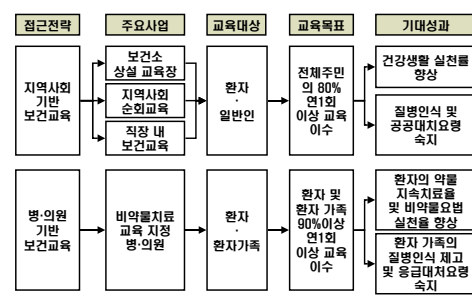 접근전략
주요사업
교육대상
교육목표
기대성과
지역사회
기반
보건교육
보건소
상설 교육장
지역사회
순회교육
직장 내
보건교육
환자
·
일반인
전체주민
의 80%
연1회
이상 교육
이수
건강생활 실천률
향상
질병인식 및
공공대치요령
숙지
병·의원
기반
보건교육
비약물치료
교육 지정
병·의원
환자
·
환자가족
환자 및
환자 가족
90%이상
연1회
이상 교육
이수
환자의 약물
지속치료율
및 비약물요법
실천율 향상
환자 가족의
질병인식 제고
및 응급대처요령
숙지